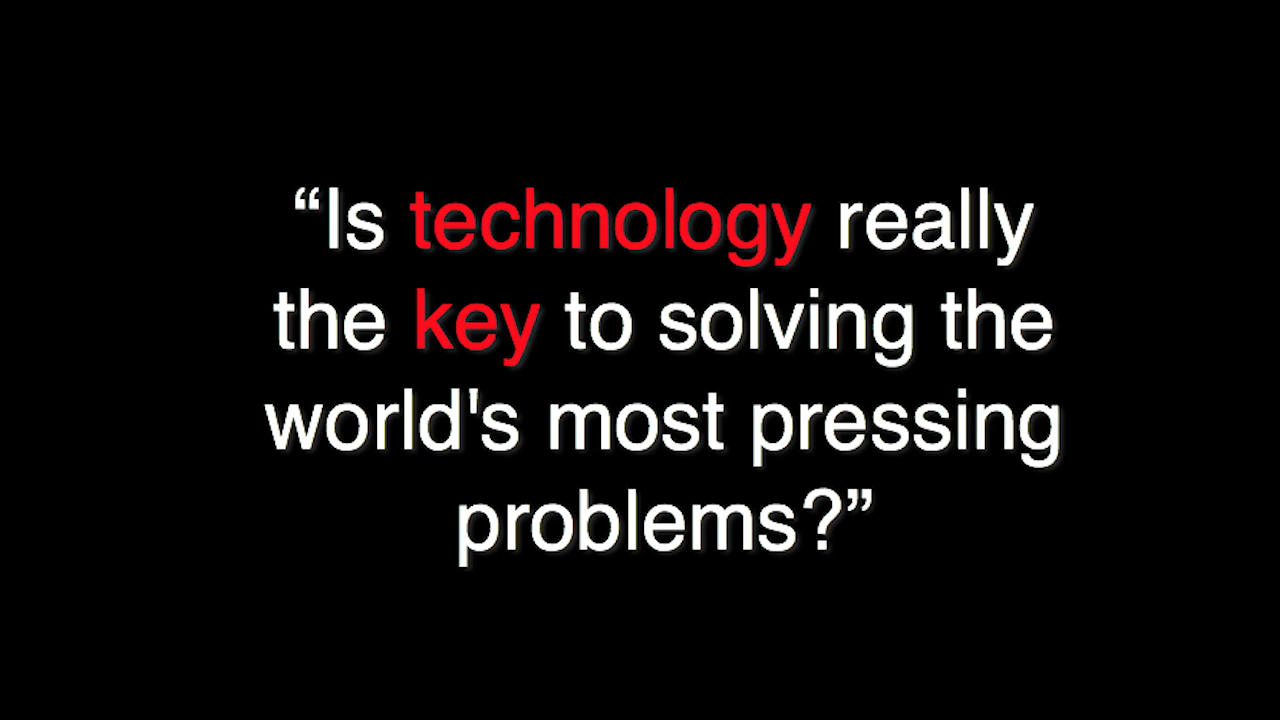 “Is technology really
the key to solving the
world's most pressing
problems?”